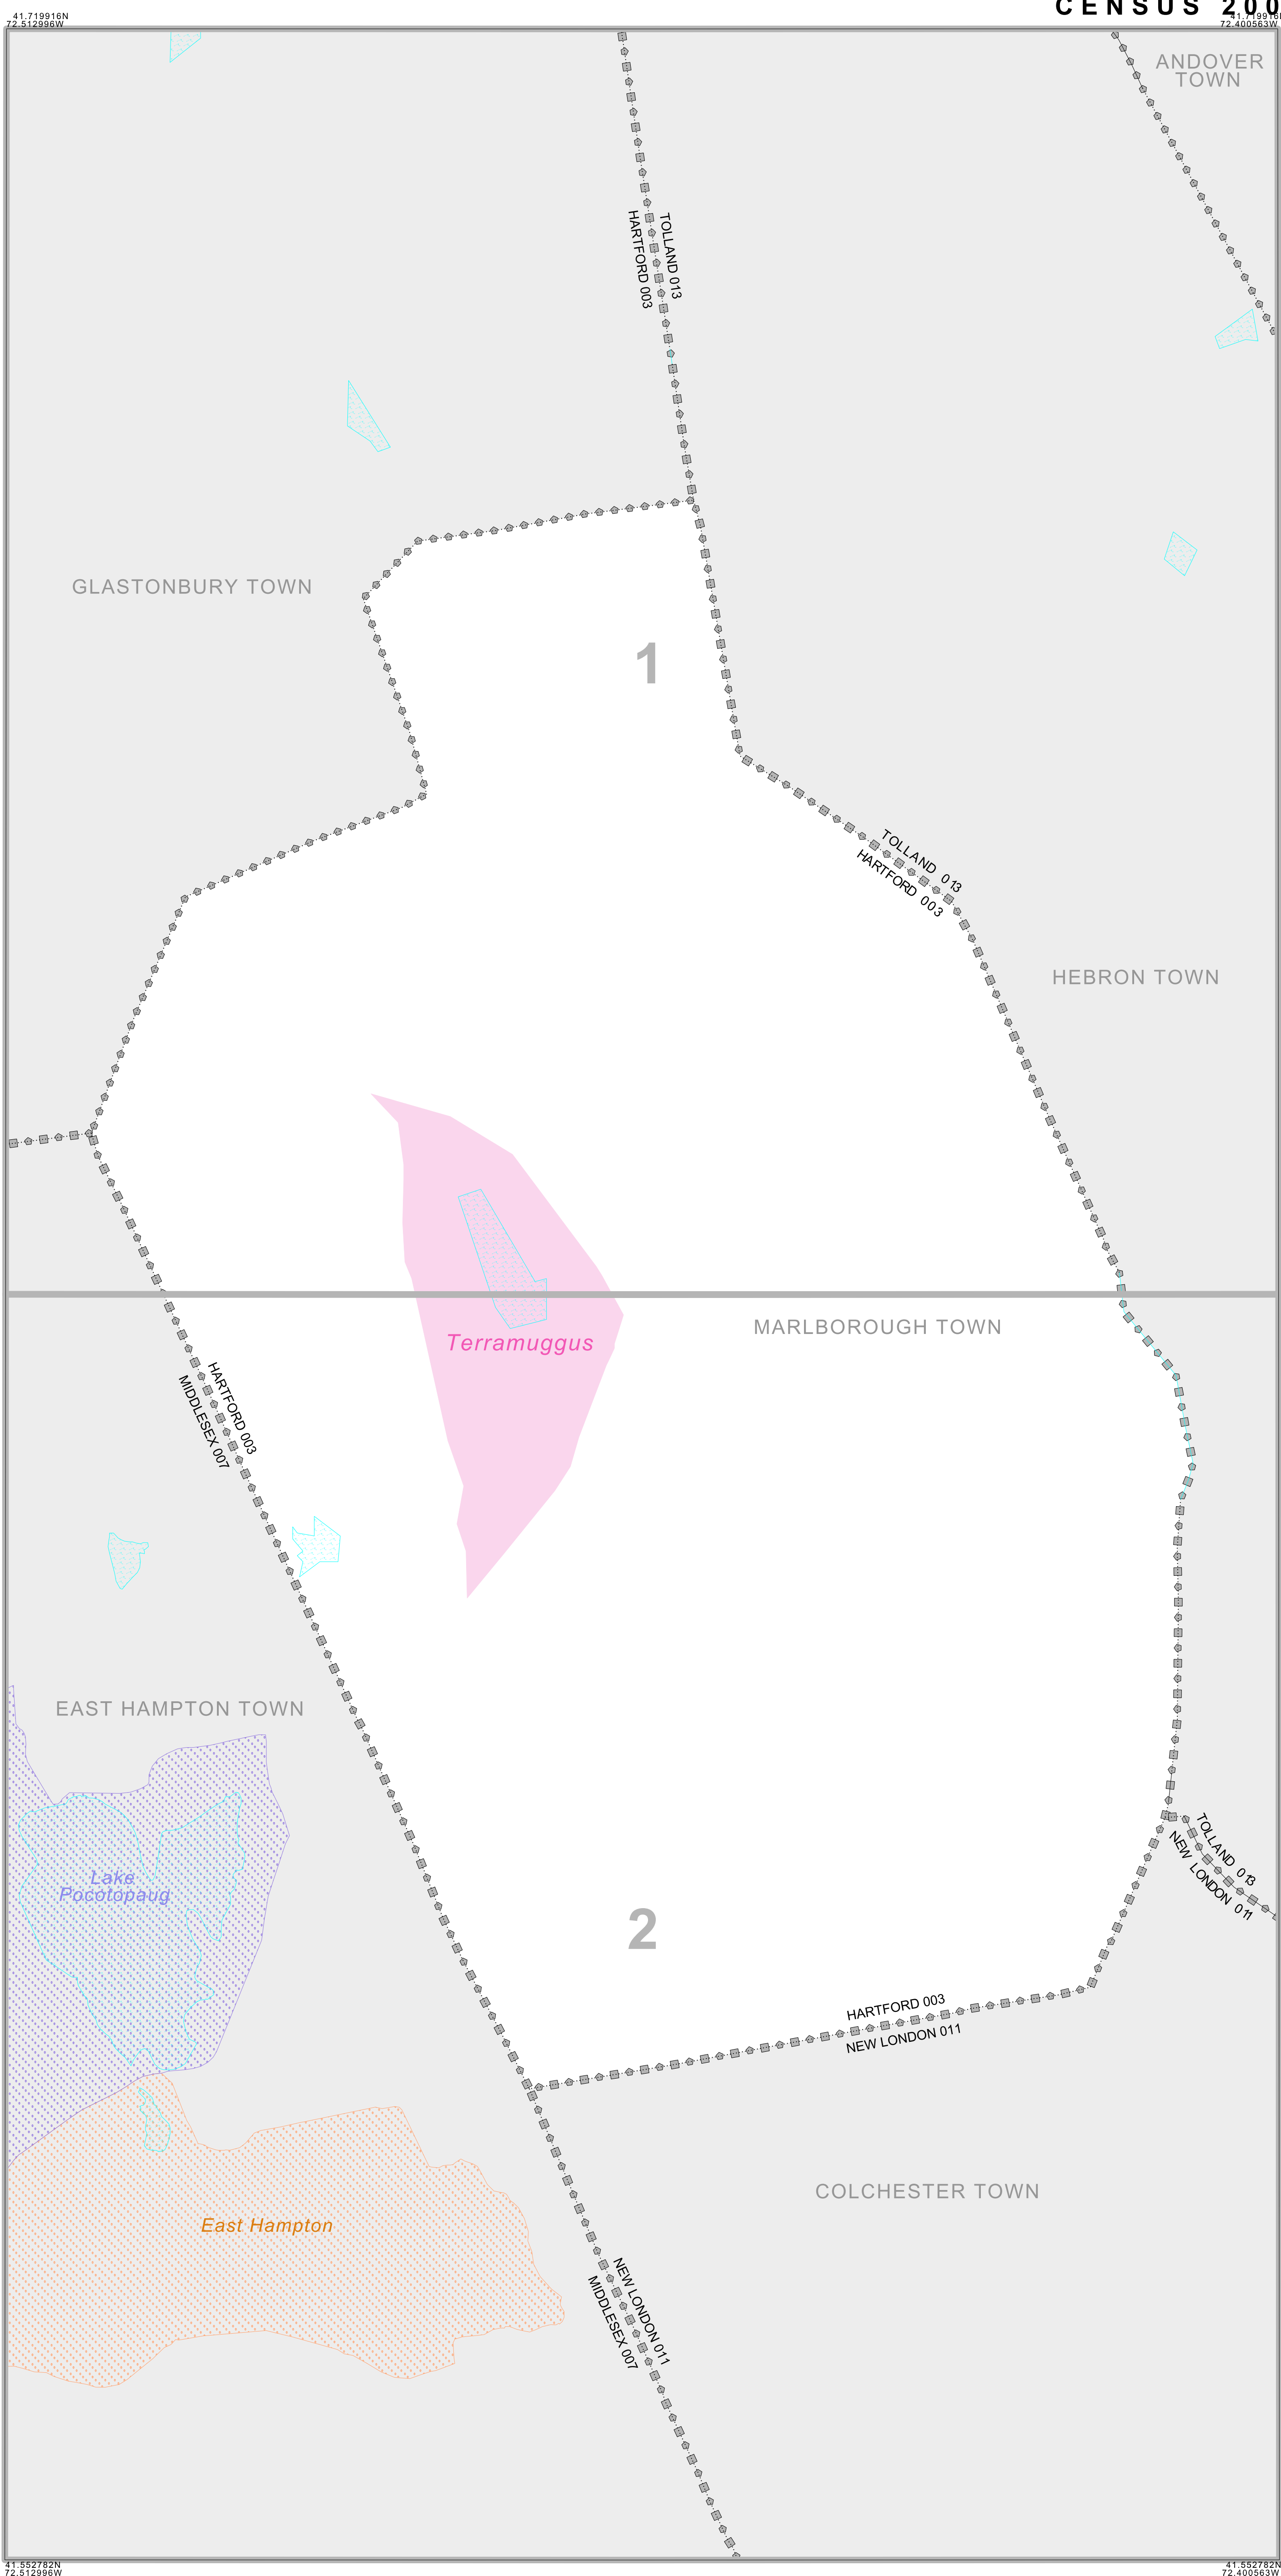 CENSUS 200
41.719916N
72.512996W
41.719916N
72.400563W
ANDOVER
TOWN
TOLLAND 013
HARTFORD 003
GLASTONBURY TOWN
1
TOLLAND 013
HARTFORD 003
HEBRON TOWN
MARLBOROUGH TOWN
Terramuggus
HARTFORD 003
MIDDLESEX 007
EAST HAMPTON TOWN
TOLLAND 013
NEW LONDON 011
Lake
Pocotopaug
2
HARTFORD 003
NEW LONDON 011
COLCHESTER TOWN
East Hampton
NEW LONDON 011
MIDDLESEX 007
41.552782N
72.512996W
41.552782N
72.400563W